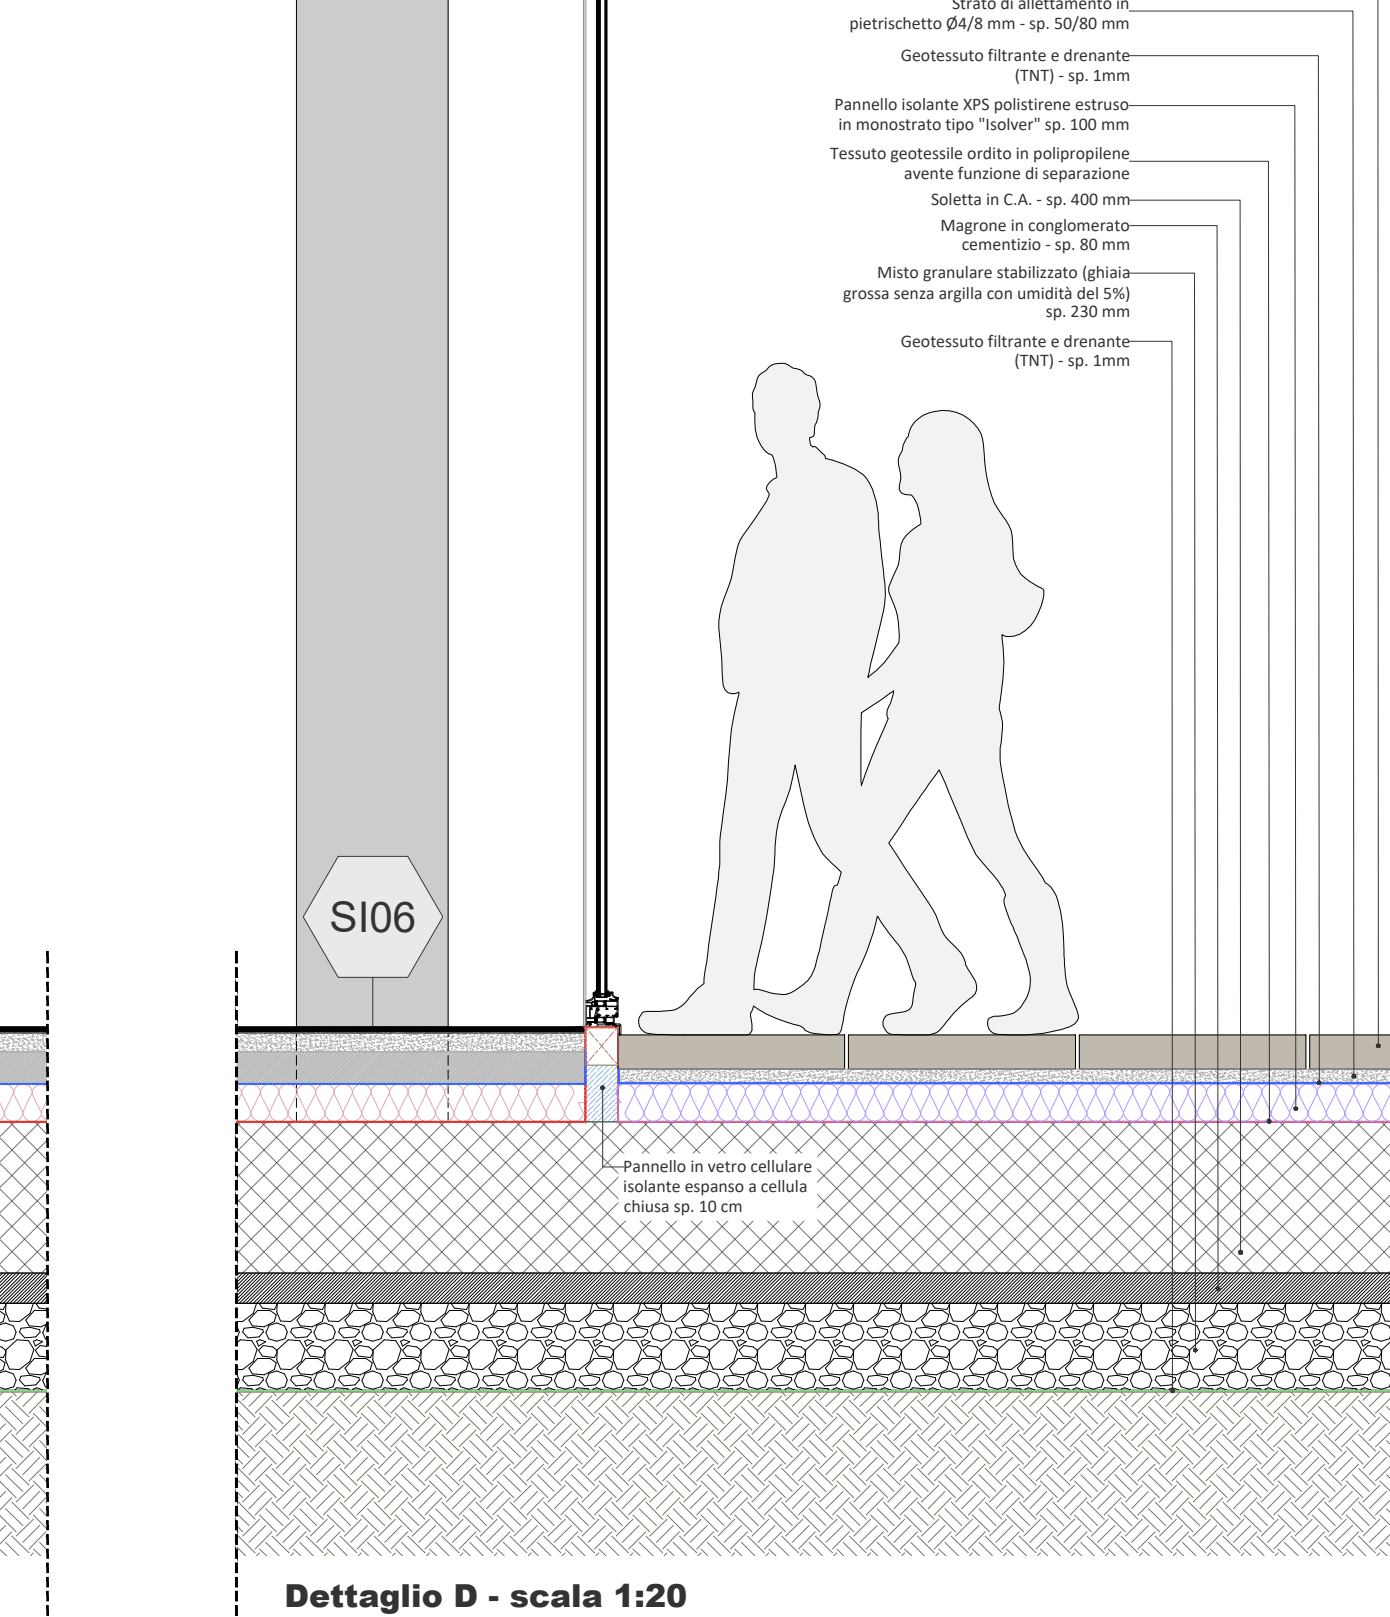 Strato di allettamento in
pietrischetto Ø4/8 mm - sp. 50/80 mm
Geotessuto filtrante e drenante
(TNT) - sp. 1mm
Pannello isolante XPS polistirene estruso
in monostrato tipo "Isolver" sp. 100 mm
Tessuto geotessile ordito in polipropilene
avente funzione di separazione
Soletta in C.A. - sp. 400 mm
Magrone in conglomerato
cementizio - sp. 80 mm
Misto granulare stabilizzato (ghiaia
grossa senza argilla con umidità del 5%)
sp. 230 mm
Geotessuto filtrante e drenante
(TNT) - sp. 1mm
SI06
Pannello in vetro cellulare
isolante espanso a cellula
chiusa sp. 10 cm
Dettaglio D - scala 1:20